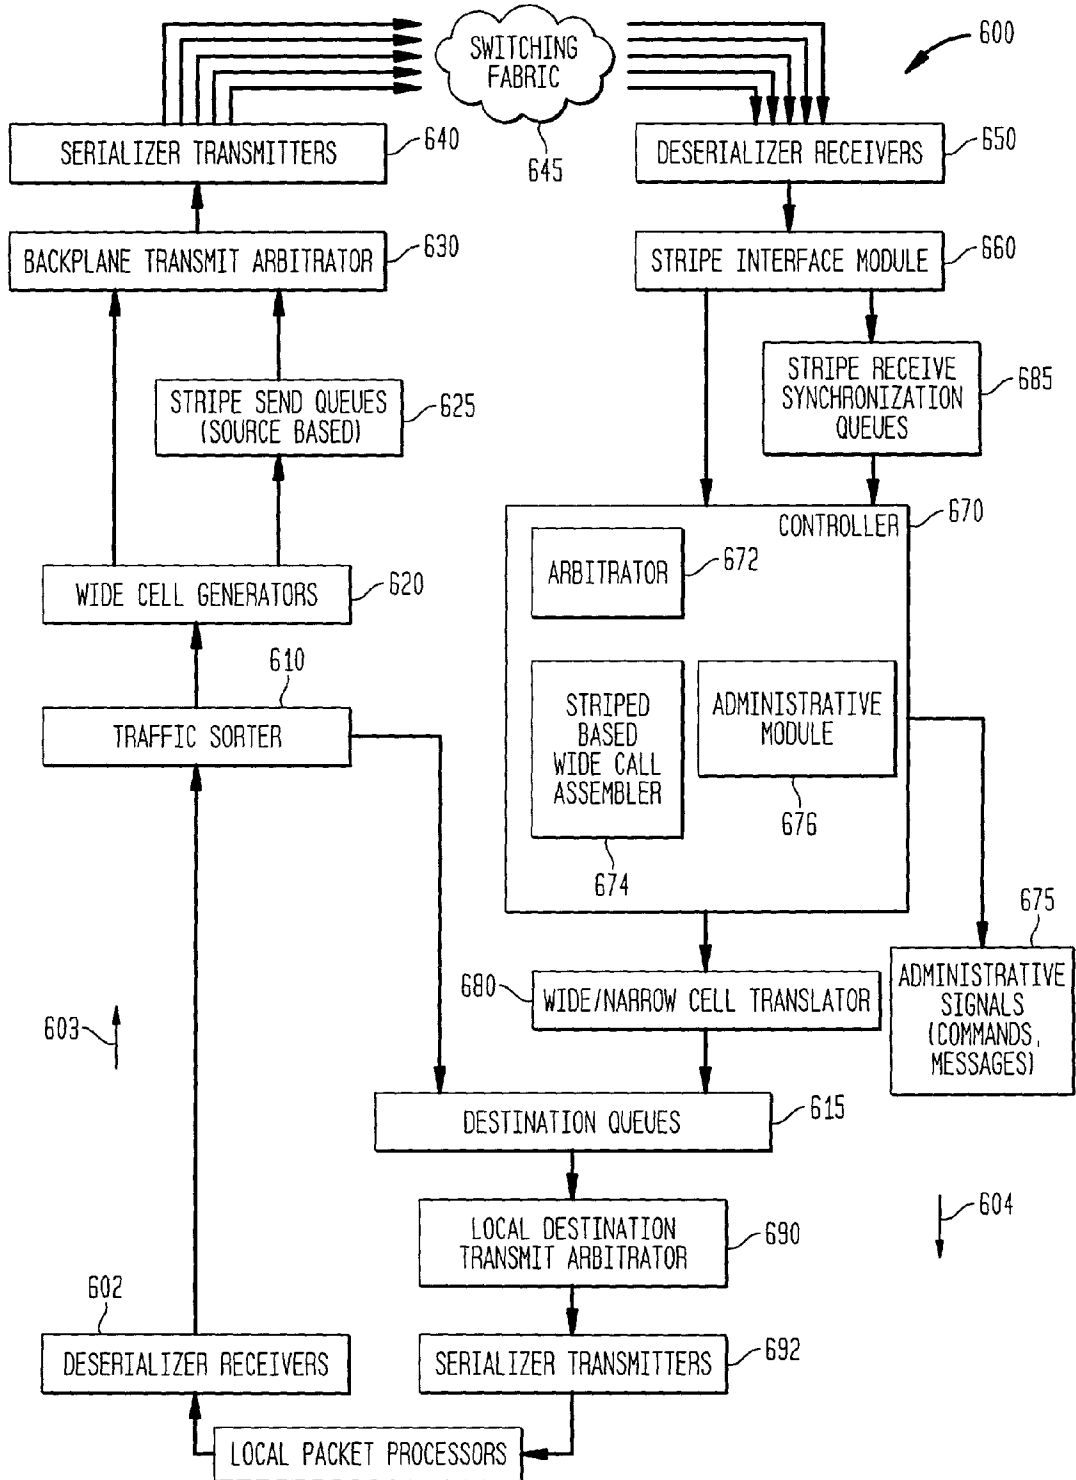 SWITCHING
FABRIC
645
600
SERIALIZER TRANSMITTERS
640
DESERIALIZER RECEIVERS
650
BACKPLANE TRANSMIT ARBITRATOR
630
STRIPE INTERFACE MODULE
660
STRIPE SEND QUEUES
(SOURCE BASED)
625
STRIPE RECEIVE
SYNCHRONIZATION
QUEUES
685
CONTROLLER
670
ARBITRATOR
672
WIDE CELL GENERATORS
620
610
TRAFFIC SORTER
STRIPED
BASED
WIDE CALL
ASSEMBLER
674
ADMINISTRATIVE
MODULE
676
675
ADMINISTRATIVE
SIGNALS
(COMMANDS,
MESSAGES)
680
WIDE/NARROW CELL TRANSLATOR
603
DESTINATION QUEUES
615
604
LOCAL DESTINATION
TRANSMIT ARBITRATOR
690
602
DESERIALIZER RECEIVERS
SERIALIZER TRANSMITTERS
692
LOCAL PACKET PROCESSORS